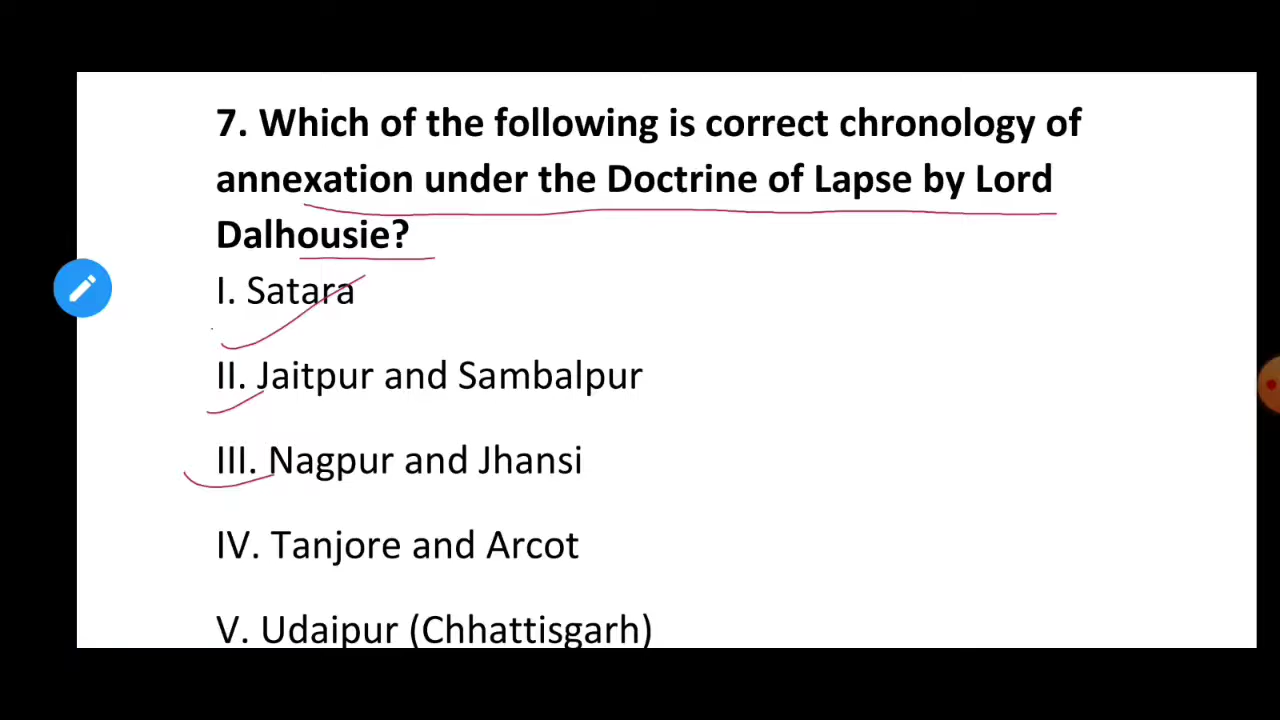 7. Which of the following is correct chronology of
annexation under the Doctrine of Lapse by Lord
Dalhousie?
I. Satara
II. Jaitpur and Sambalpur
III. Nagpur and Jhansi
IV. Tanjore and Arcot
V. Udaipur (Chhattisgarh)